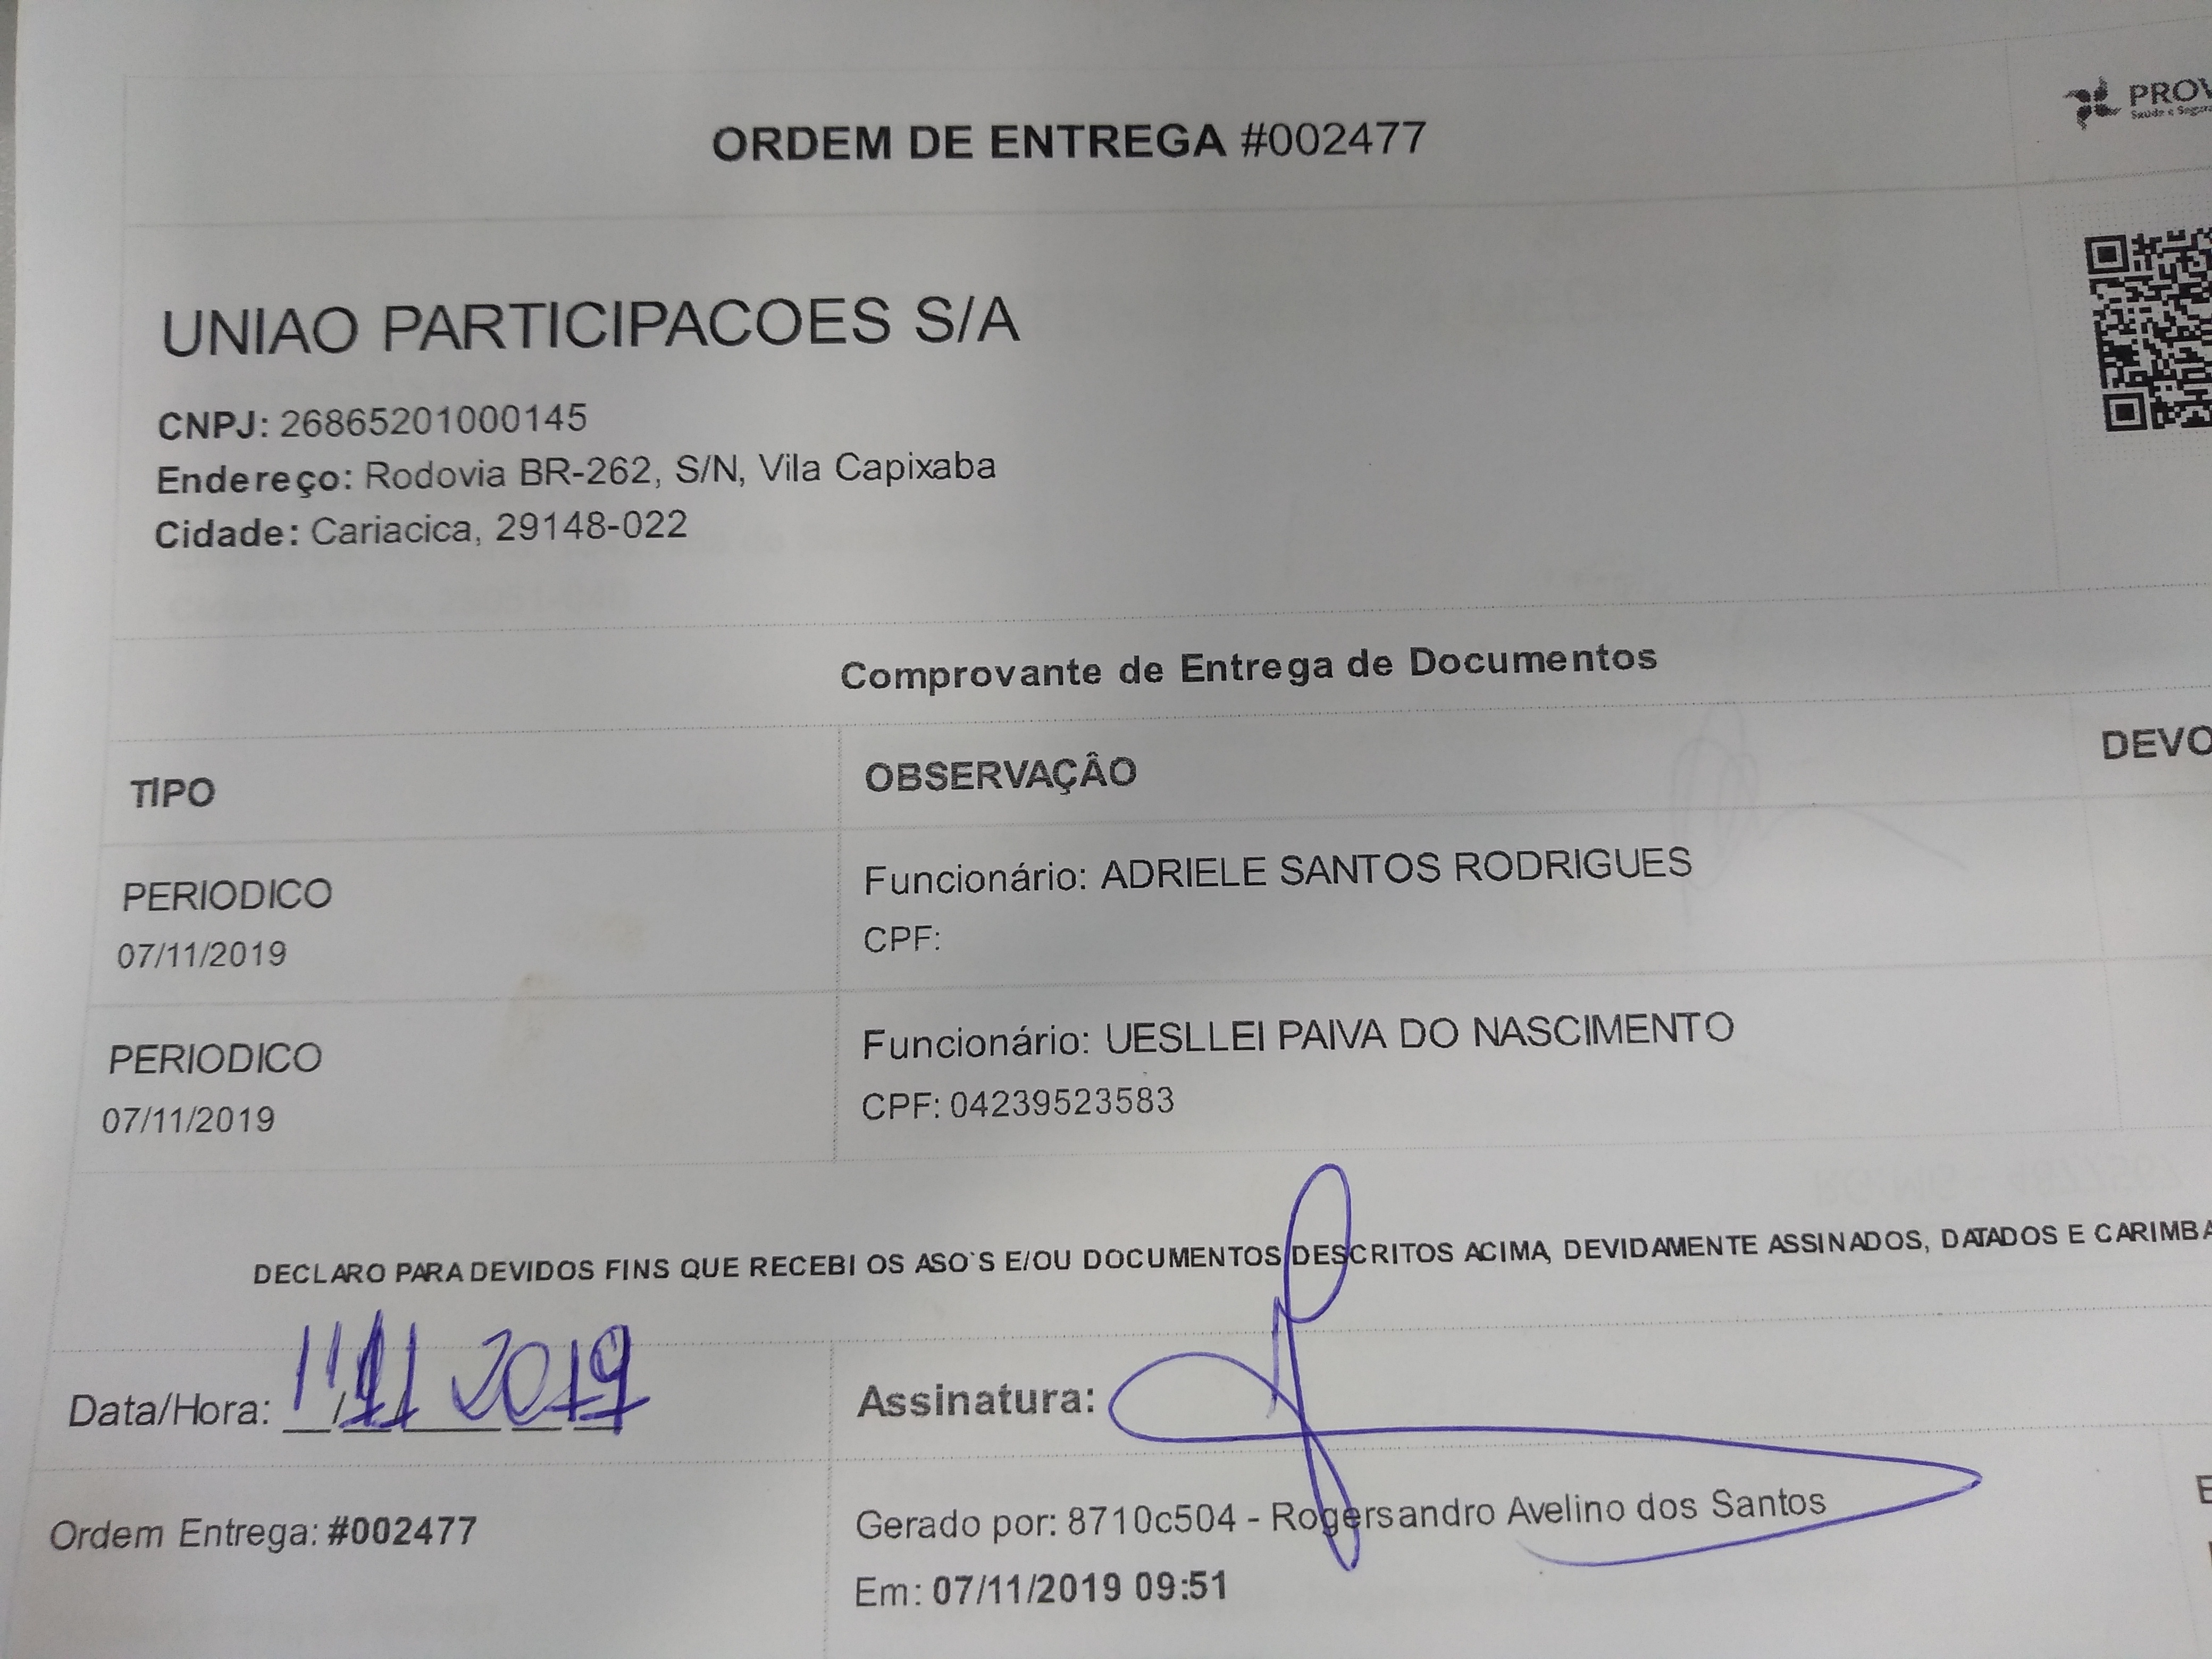 ORDEM DE ENTREGA #002477
PROV
UNIAO PARTICIPACOES S/A
CNPJ: 26865201000145
Endereço: Rodovia BR-262, S/N, Vila Capixaba
Cidade: Cariacica, 29148-022
Comprovante de Entrega de Documentos
TIPO OBSERVAÇÂO DEVO
PERIODICO Funcionário: ADRIELE SANTOS RODRIGUES
07/11/2019 CPF:
PERIODICO Funcionário: UESLLEI PAIVA DO NASCIMENTO
07/11/2019 CPF: 04239523583
DECLARO PARA DEVIDOS FINS QUE RECEBI OS ASO`S E/OU DOCUMENTOS DESCRITOS ACIMA, DEVIDAMENTE ASSINADOS, DATADOS E CARIMBA
Data/Hora: 11/11 2019 Assinatura:
Ordem Entrega: #002477 Gerado por: 8710c504 - Rogersandro Avelino dos Santos
Em: 07/11/2019 09:51